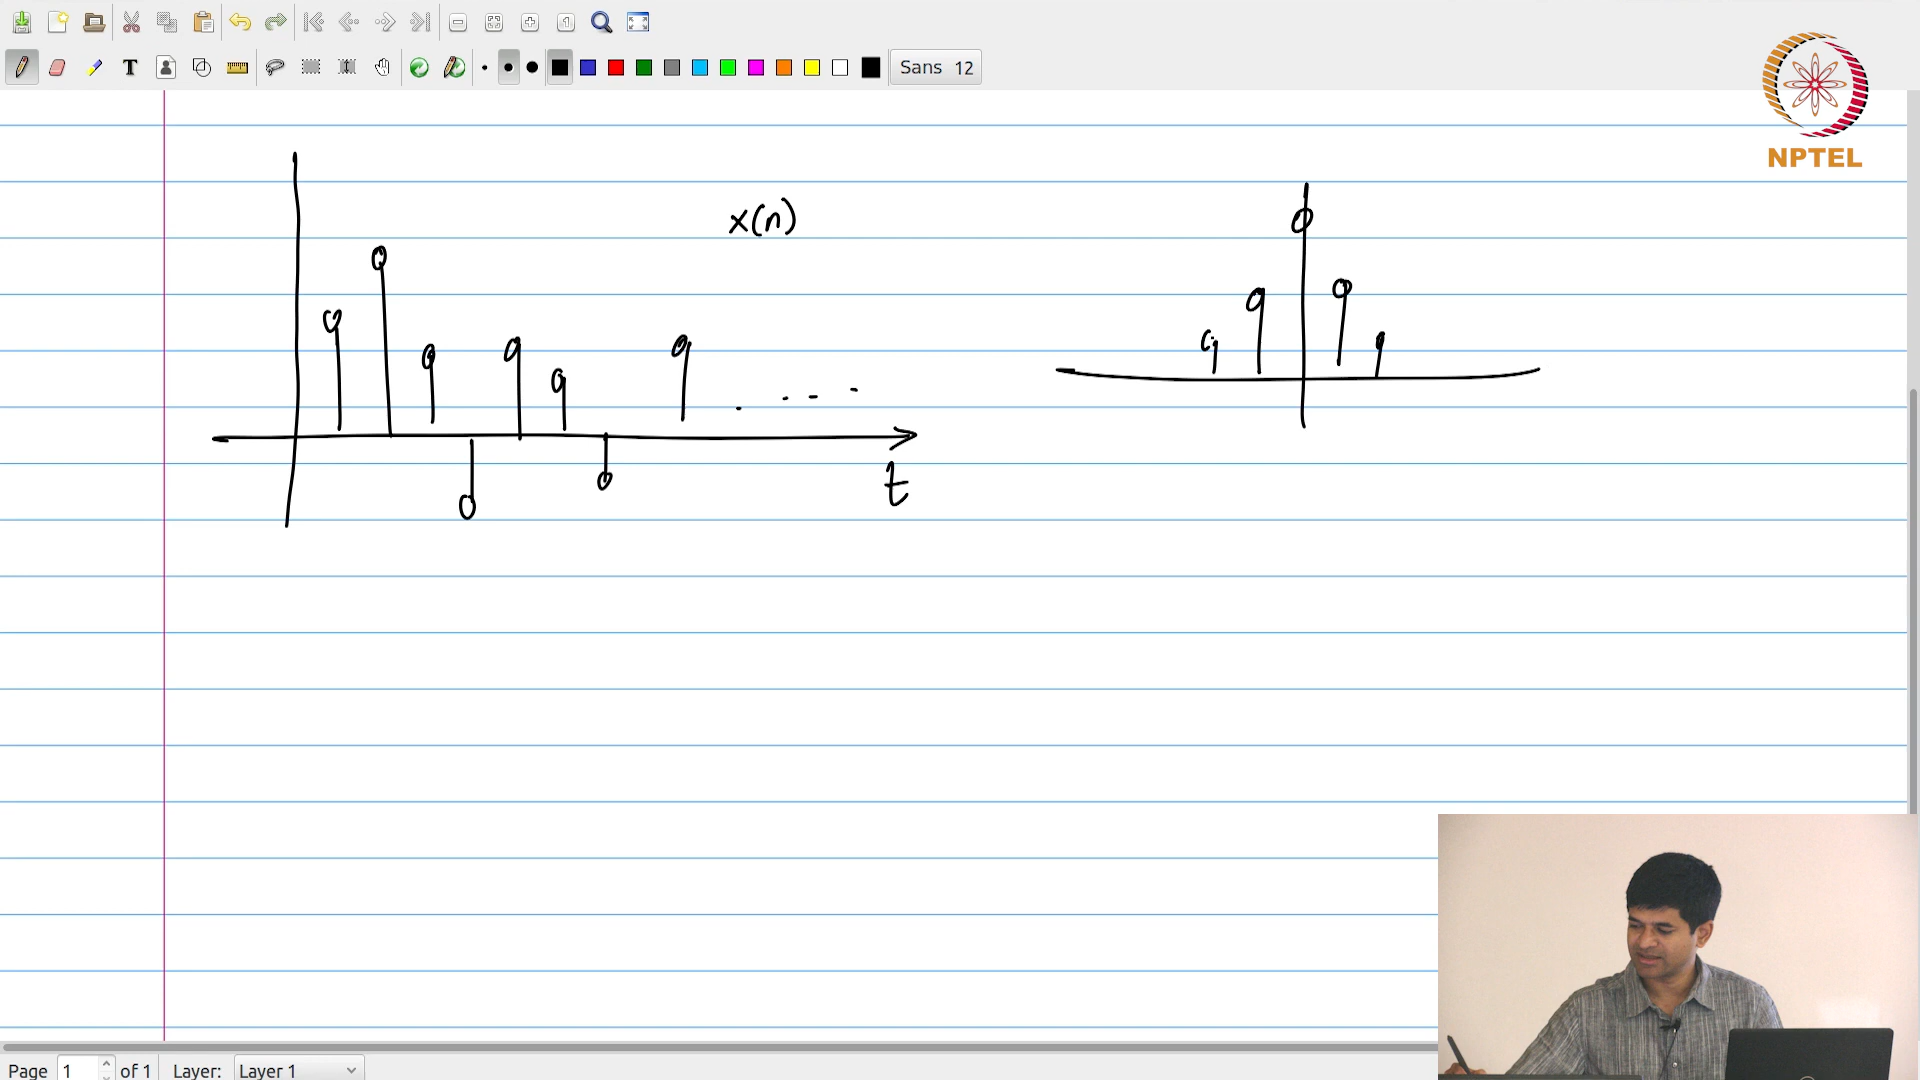 T
Sans 12
NPTEL
x(n)
t
Page 1 of 1 Layer: Layer 1